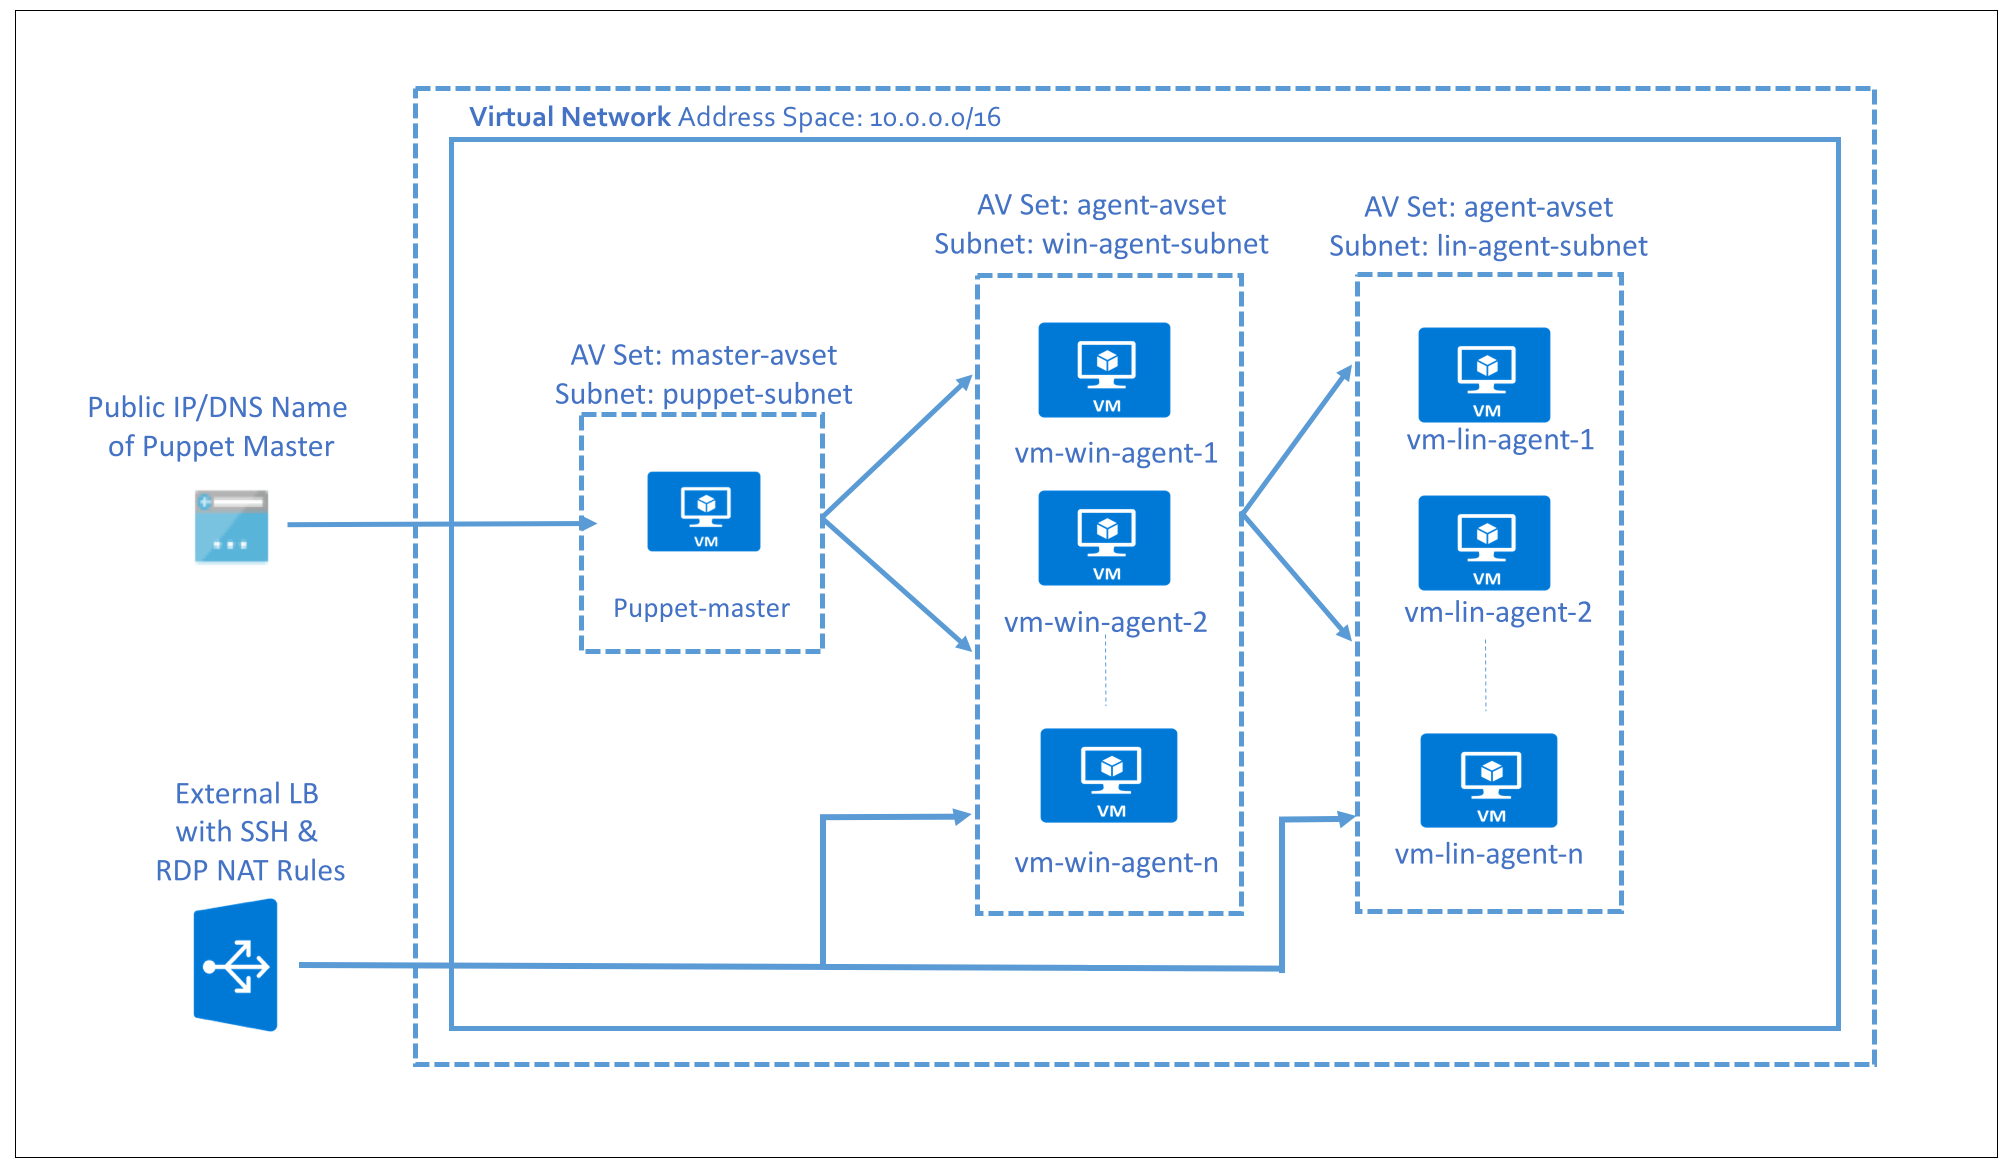 Virtual Network Address Space: 10.0.0.0/16
Public IP/DNS Name
of Puppet Master
External LB
with SSH &
RDP NAT Rules
AV Set: master-avset
Subnet: puppet-subnet
VM
Puppet-master
AV Set: agent-avset
Subnet: win-agent-subnet
VM
vm-win-agent-1
VM
vm-win-agent-2
VM
vm-win-agent-n
AV Set: agent-avset
Subnet: lin-agent-subnet
VM
vm-lin-agent-1
VM
vm-lin-agent-2
VM
vm-lin-agent-n